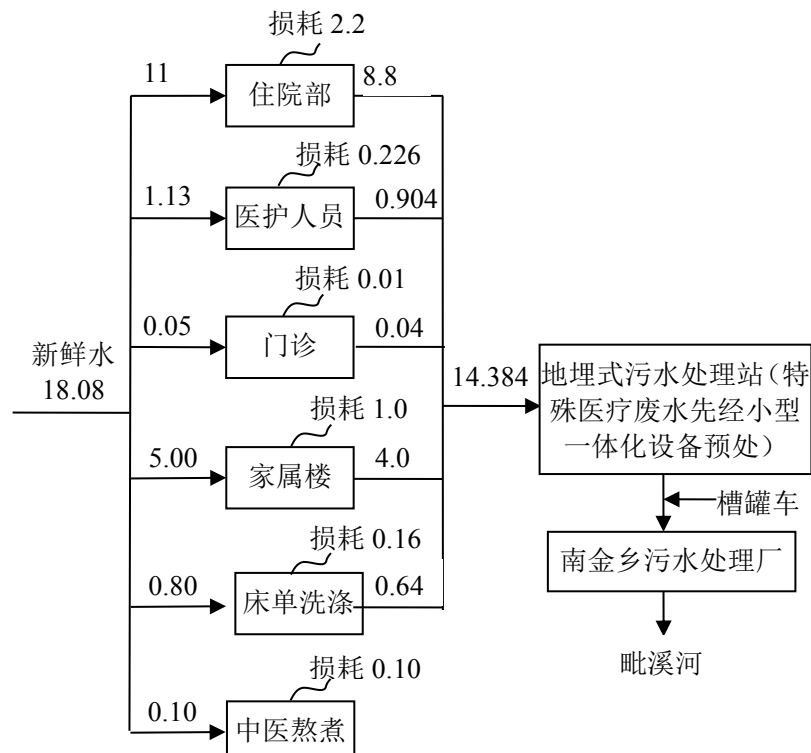 损耗 2.2
11
住院部
8.8
损耗 0.226
1.13
医护人员
0.904
损耗 0.01
0.05
门诊
0.04
新鲜水
18.08
14.384
地埋式污水处理站（特
殊医疗废水先经小型
一体化设备预处）
损耗 1.0
5.00
家属楼
4.0
槽罐车
损耗 0.16
南金乡污水处理厂
0.80
床单洗涤
0.64
毗溪河
损耗 0.10
0.10
中医熬煮